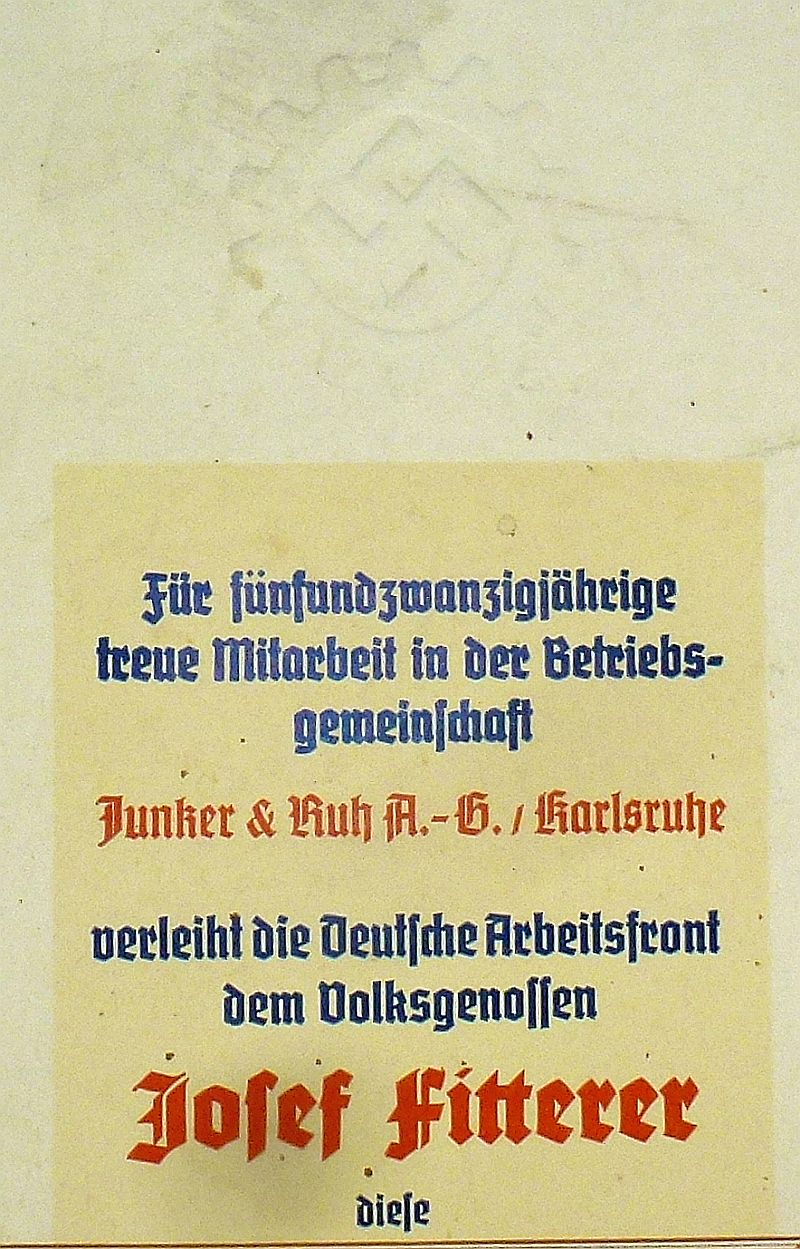 Für fünfundzwanzigjährige
treue Mitarbeit in der Betriebs-
gemeinschaft
Junker & Ruh A.-G. / Karlsruhe
verleiht die Deutsche Arbeitsfront
dem Volksgenossen
Josef Fitterer
diese